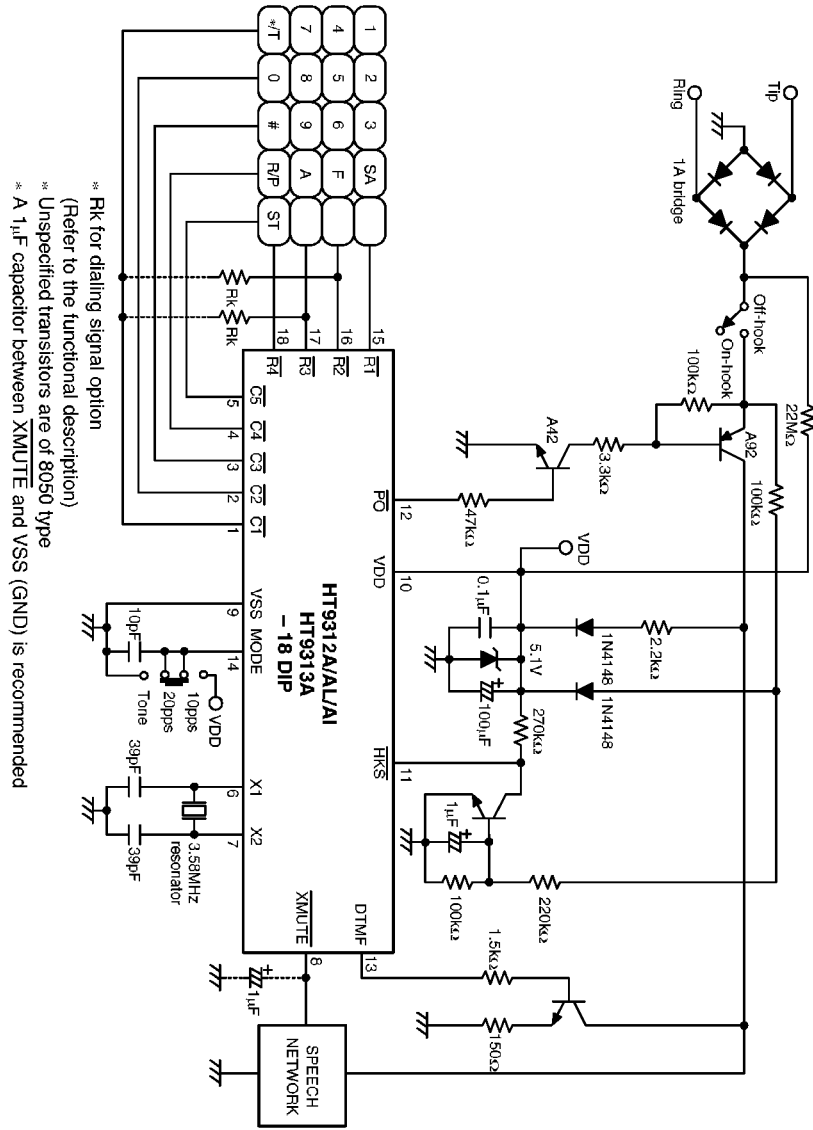 Tip
Ring
1A bridge
Off-hook
On-hook
22MΩ
100kΩ
A92
100kΩ
A42
3.3kΩ
47kΩ
VDD
0.1µF
5.1V
100µF
+
1N4148
2.2kΩ
1N4148
270kΩ
1µF
+
100kΩ
220kΩ
1.5kΩ
150Ω
1 2 3 SA
4 5 6 F
7 8 9 A
*/T 0 # R/P ST
Rk
Rk
15 16 17 18
R1 R2 R3 R4
12
PO
10
VDD
11
HKS
13
DTMF
HT9312A/AL/AI
HT9313A
– 18 DIP
C5 C4 C3 C2 C1
5 4 3 2 1
VSS MODE
9 14
X1 X2
6 7
XMUTE
8
10pF
10pps
20pps
Tone
VDD
39pF
39pF
3.58MHz
resonator
1µF
+
SPEECH
NETWORK
* Rk for dialing signal option
(Refer to the functional description)
* Unspecified transistors are of 8050 type
* A 1µF capacitor between XMUTE and VSS (GND) is recommended